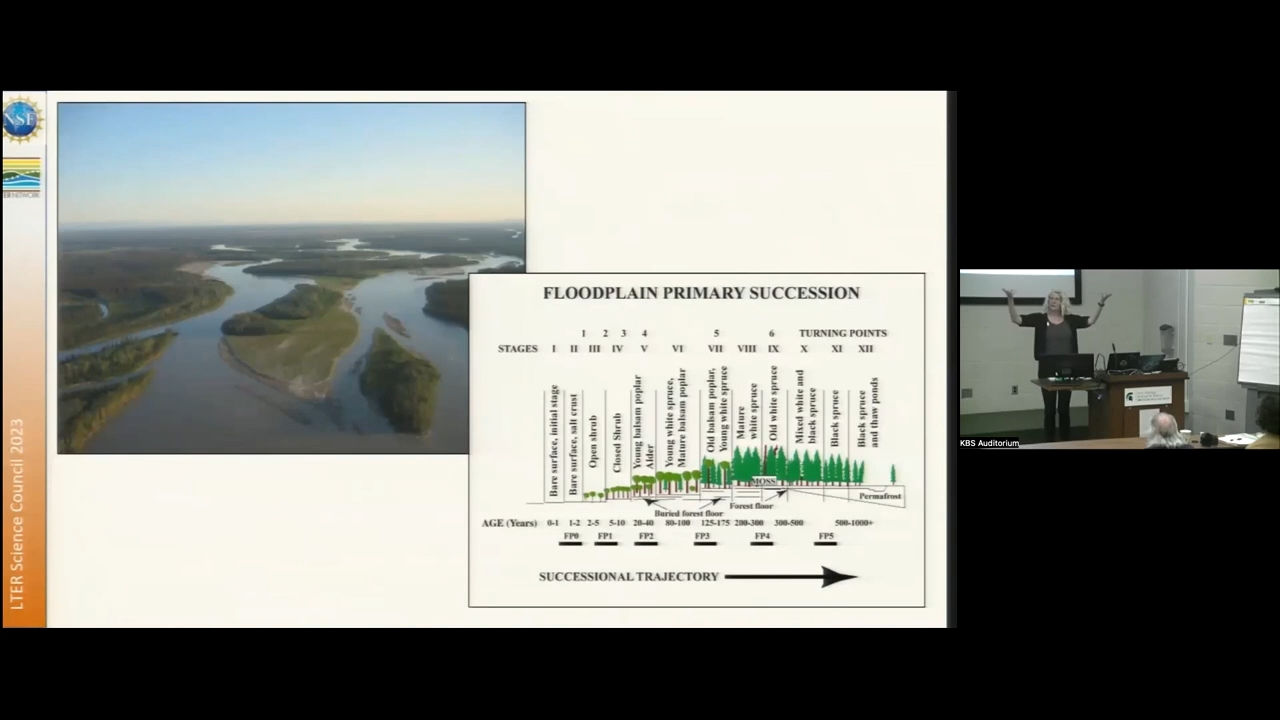 NSF
LTER Science Council 2023
FLOODPLAIN PRIMARY SUCCESSION
1 2 3 4 5 6 TURNING POINTS
STAGES I II III IV V VI VII VIII IX X XI XII
Bare surface, initial stage
Bare surface, salt crust
Open shrub
Closed Shrub
Young balsam poplar
Alder
Young white spruce,
Mature balsam poplar
Old balsam poplar,
Young white spruce
Mature
white spruce
Old white spruce
Mixed white and
black spruce
Black spruce
Black spruce
and thaw ponds
MOSS
Permafrost
Buried forest floor
Forest floor
AGE (Years) 0-1 1-2 2-5 5-10 20-40 80-100 125-175 200-300 300-500 500-1000+
FP0 FP1 FP2 FP3 FP4 FP5
SUCCESSIONAL TRAJECTORY
KBS Auditorium